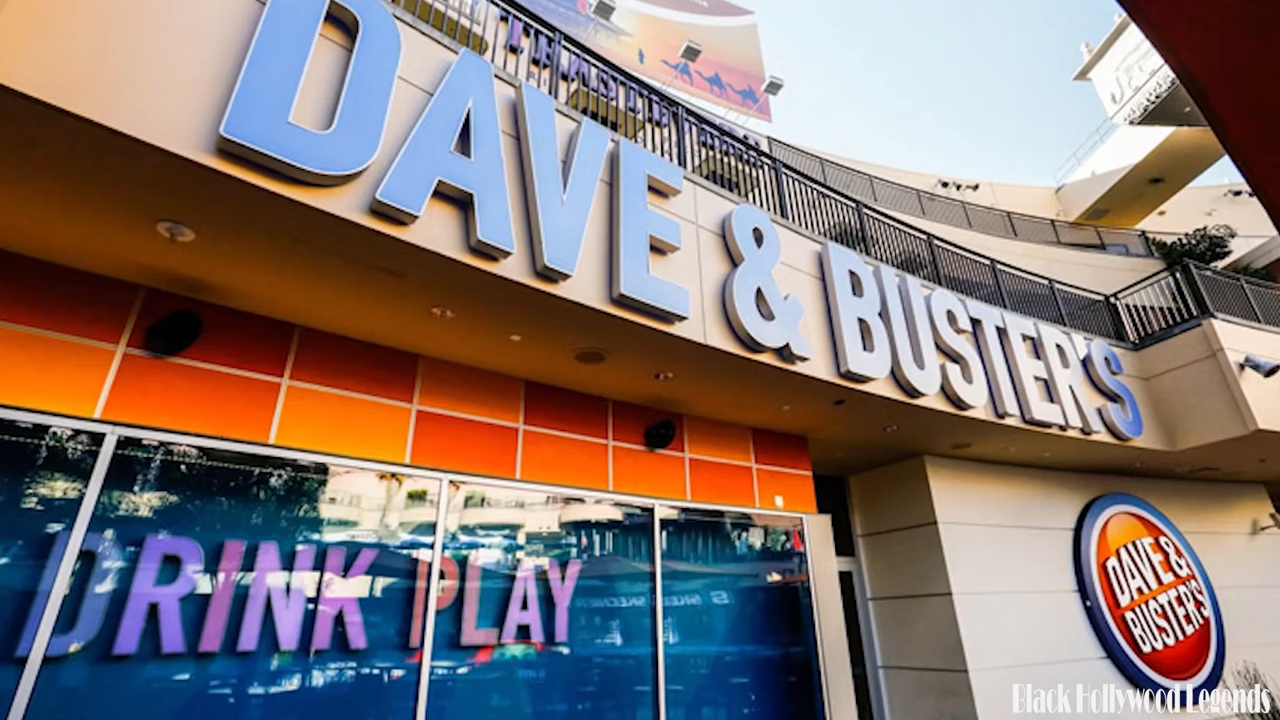 DAVE & BUSTER'S
DRINK PLAY
DAVE &
BUSTER'S
Black Hollywood Legends